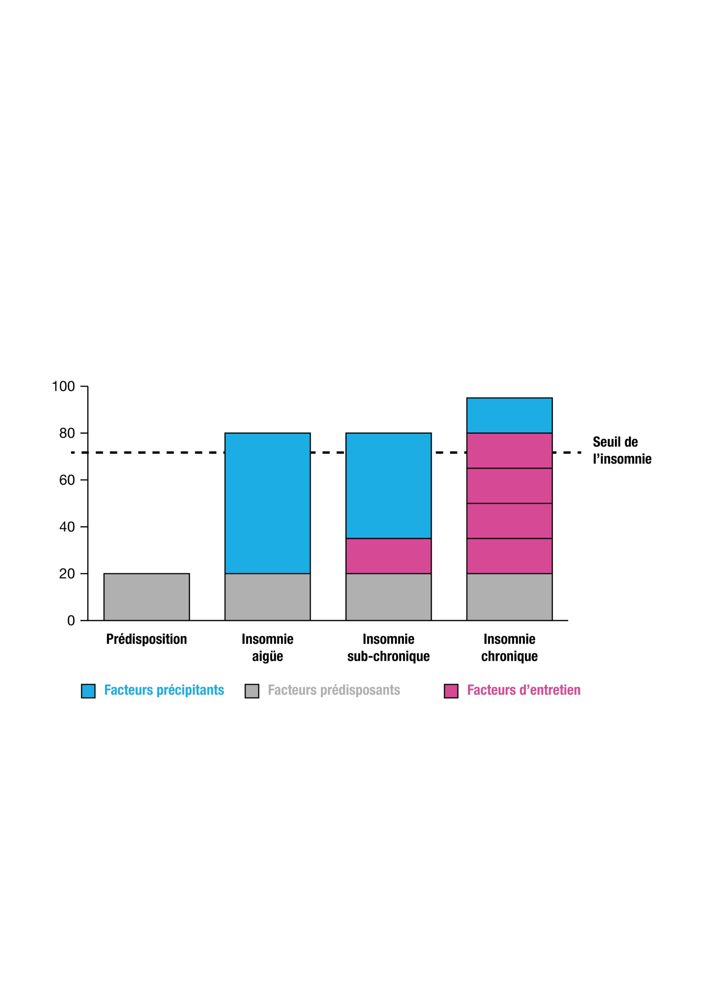 100
80
60
40
20
0
Seuil de
l’insomnie
Prédisposition
Insomnie
aigüe
Insomnie
sub-chronique
Insomnie
chronique
Facteurs précipitants
Facteurs prédisposants
Facteurs d’entretien